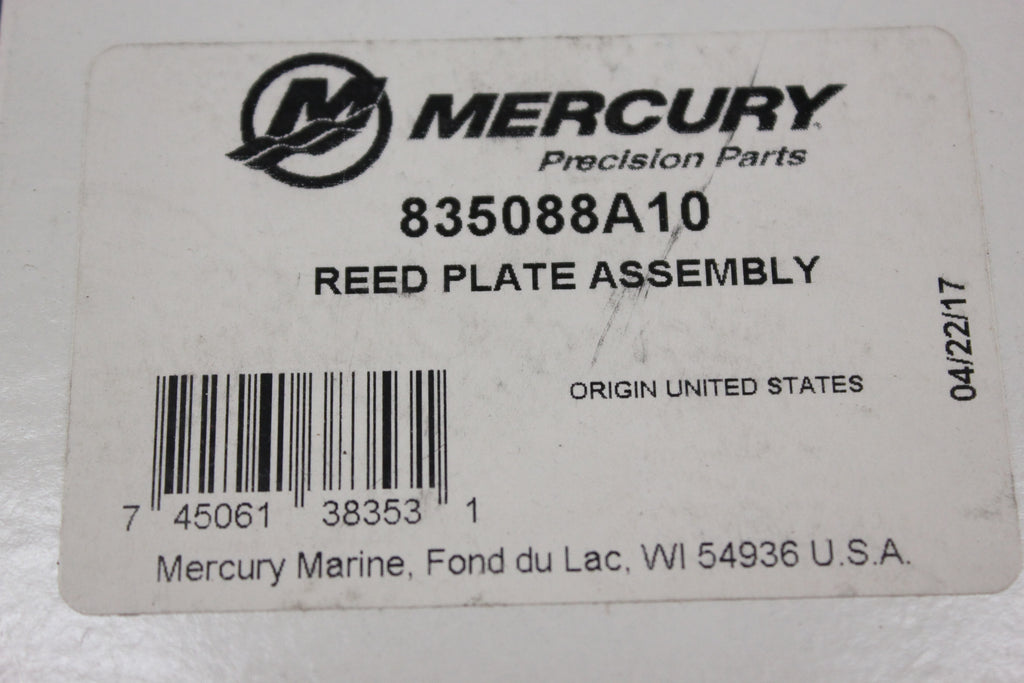 M MERCURY
Precision Parts
835088A10
REED PLATE ASSEMBLY
ORIGIN UNITED STATES
04/22/17
7 45061 38353 1
Mercury Marine, Fond du Lac, WI 54936 U.S.A.